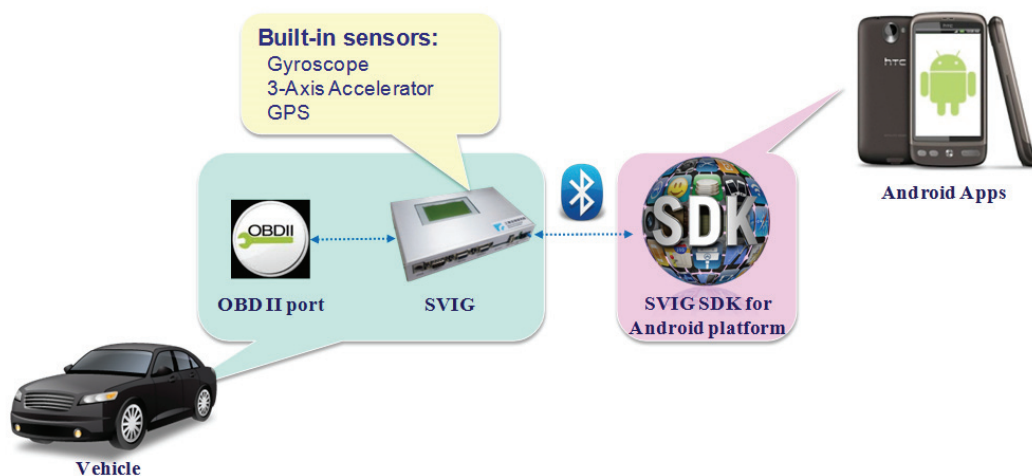 Built-in sensors:
Gyroscope
3-Axis Accelerator
GPS
hTC
Android Apps
OBDII
SDK
OBD II port
SVIG
SVIG SDK for
Android platform
Vehicle